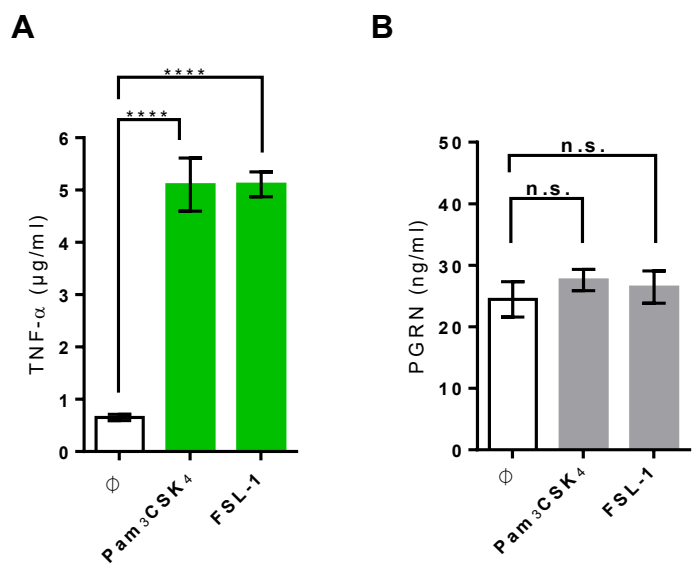 A
B
****
****
6
5
4
3
2
1
0
TNF-α (µg/ml)
ϕ
Pam₃CSK₄
FSL-1
n.s.
n.s.
50
40
30
20
10
0
PGRN (ng/ml)
ϕ
Pam₃CSK₄
FSL-1